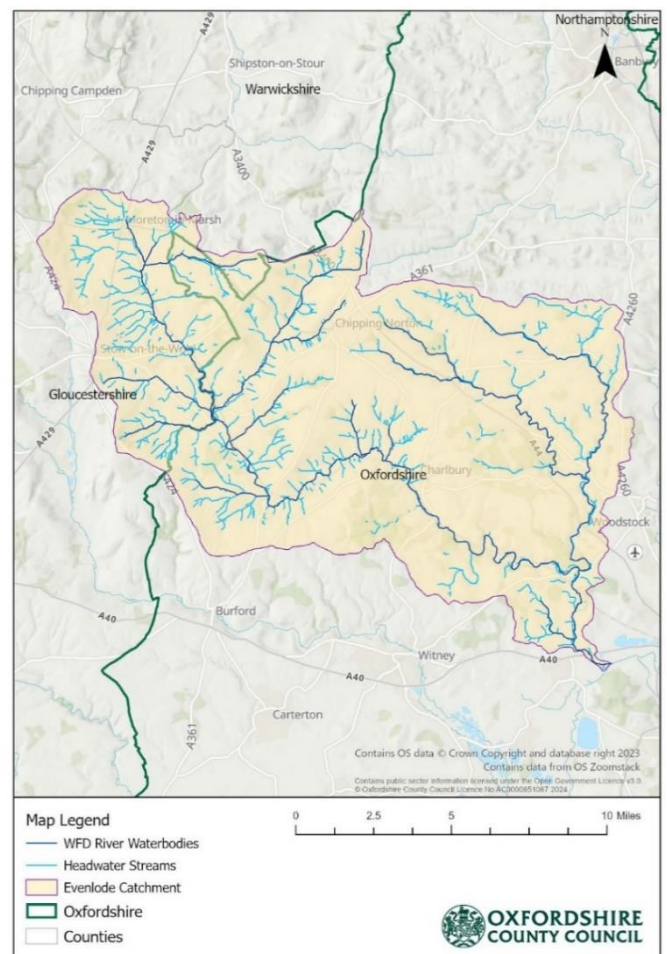 Northamptonshire
N
Banbury
A429
Shipston-on-Stour
Warwickshire
Chipping Campden
A429
A3400
Moreton-in-Marsh
A361
A424
A4260
Chipping Norton
Stow-on-the-Wold
Gloucestershire
A429
A44
Oxfordshire
Charlbury
A4260
A424
Woodstock
Burford
A40
Witney
A40
A40
A361
Carterton
Contains OS data © Crown Copyright and database right 2023
Contains data from OS Zoomstack
Contains public sector information licensed under the Open Government Licence v3.0.
© Oxfordshire County Council Licence No AC0000851087 2024
Map Legend
WFD River Waterbodies
Headwater Streams
Evenlode Catchment
Oxfordshire
Counties
0 2.5 5 10 Miles
OXFORDSHIRE
COUNTY COUNCIL